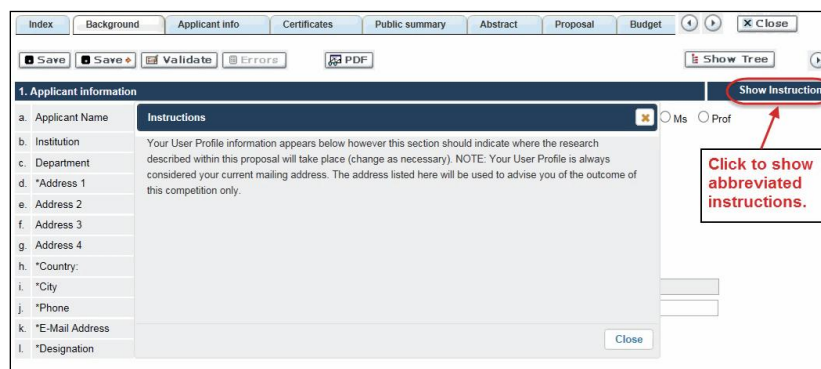 Index Background Applicant info Certificates Public summary Abstract Proposal Budget Close
Save Save Validate Errors PDF Show Tree
1. Applicant information Show Instruction
a. Applicant Name Instructions Ms Prof
b. Institution Your User Profile information appears below however this section should indicate where the research
c. Department described within this proposal will take place (change as necessary). NOTE: Your User Profile is always
d. *Address 1 considered your current mailing address. The address listed here will be used to advise you of the outcome of
e. Address 2 this competition only.
f. Address 3
g. Address 4
h. *Country:
i. *City
j. *Phone
k. *E-Mail Address
l. *Designation
Close
Click to show
abbreviated
instructions.